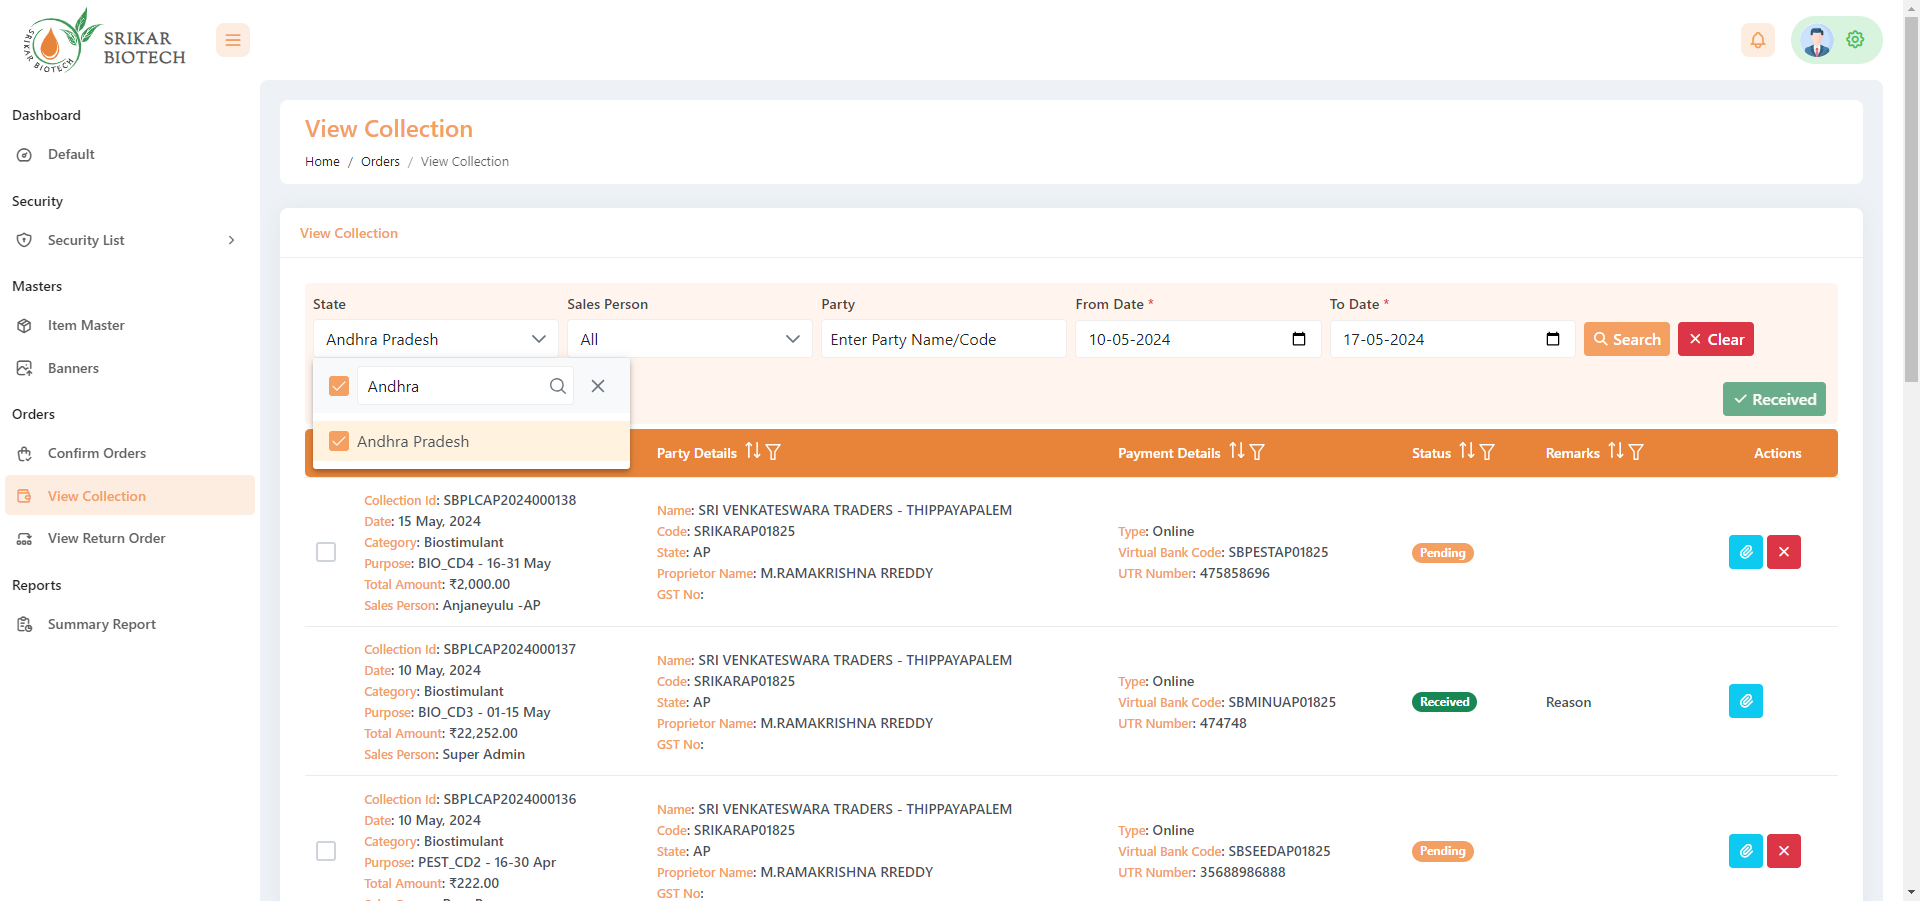 SRIKAR BIOTECH
SRIKAR
BIOTECH
Dashboard
Default
Security
Security List
Masters
Item Master
Banners
Orders
Confirm Orders
View Collection
View Return Order
Reports
Summary Report
View Collection
Home / Orders / View Collection
View Collection
State Sales Person Party From Date * To Date *
Andhra Pradesh All Enter Party Name/Code 10-05-2024 17-05-2024 Search Clear
Andhra
Received
Andhra Pradesh
Party Details Payment Details Status Remarks Actions
Collection Id: SBPLCAP2024000138
Date: 15 May, 2024
Category: Biostimulant
Purpose: BIO_CD4 - 16-31 May
Total Amount: ₹2,000.00
Sales Person: Anjaneyulu -AP
Name: SRI VENKATESWARA TRADERS - THIPPAYAPALEM
Code: SRIKARAP01825
State: AP
Proprietor Name: M.RAMAKRISHNA RREDDY
GST No:
Type: Online
Virtual Bank Code: SBPESTAP01825
UTR Number: 475858696
Pending
Collection Id: SBPLCAP2024000137
Date: 10 May, 2024
Category: Biostimulant
Purpose: BIO_CD3 - 01-15 May
Total Amount: ₹22,252.00
Sales Person: Super Admin
Name: SRI VENKATESWARA TRADERS - THIPPAYAPALEM
Code: SRIKARAP01825
State: AP
Proprietor Name: M.RAMAKRISHNA RREDDY
GST No:
Type: Online
Virtual Bank Code: SBMINUAP01825
UTR Number: 474748
Received
Reason
Collection Id: SBPLCAP2024000136
Date: 10 May, 2024
Category: Biostimulant
Purpose: PEST_CD2 - 16-30 Apr
Total Amount: ₹222.00
Name: SRI VENKATESWARA TRADERS - THIPPAYAPALEM
Code: SRIKARAP01825
State: AP
Proprietor Name: M.RAMAKRISHNA RREDDY
GST No:
Type: Online
Virtual Bank Code: SBSEEDAP01825
UTR Number: 35688986888
Pending